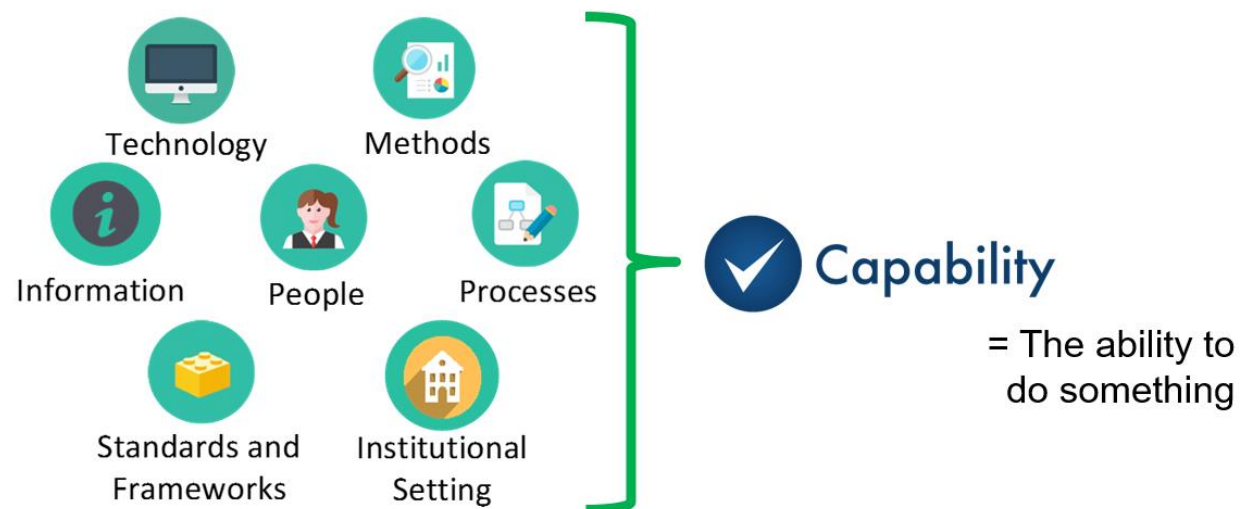 Technology
Methods
Information
People
Processes
Capability
= The ability to
do something
Standards and
Frameworks
Institutional
Setting